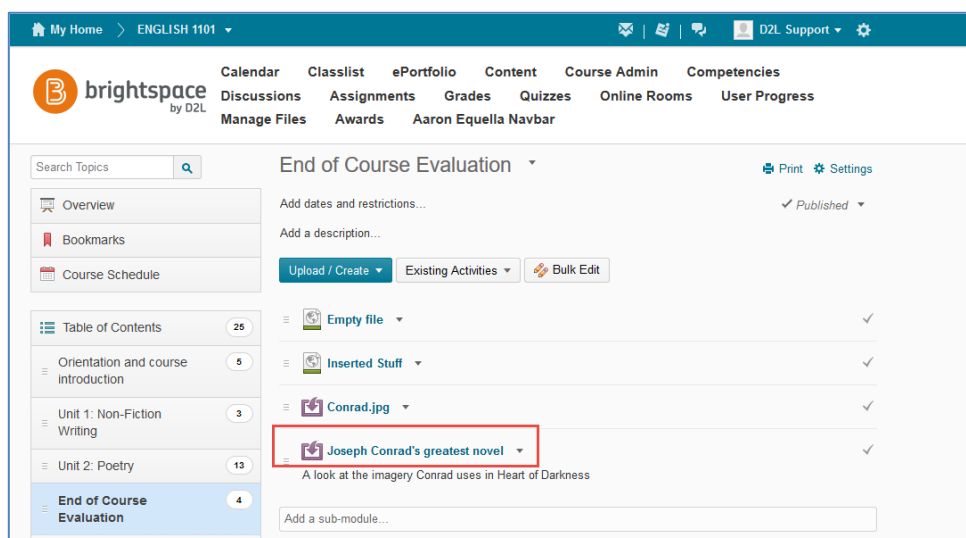 My Home > ENGLISH 1101
D2L Support
brightspace
by D2L
Calendar Classlist ePortfolio Content Course Admin Competencies
Discussions Assignments Grades Quizzes Online Rooms User Progress
Manage Files Awards Aaron Equella Navbar
Search Topics
Overview
Bookmarks
Course Schedule
Table of Contents 25
Orientation and course introduction 5
Unit 1: Non-Fiction Writing 3
Unit 2: Poetry 13
End of Course Evaluation 4
End of Course Evaluation
Print Settings
Add dates and restrictions...
Published
Add a description...
Upload / Create Existing Activities Bulk Edit
Empty file
Inserted Stuff
Conrad.jpg
Joseph Conrad's greatest novel
A look at the imagery Conrad uses in Heart of Darkness
Add a sub-module...